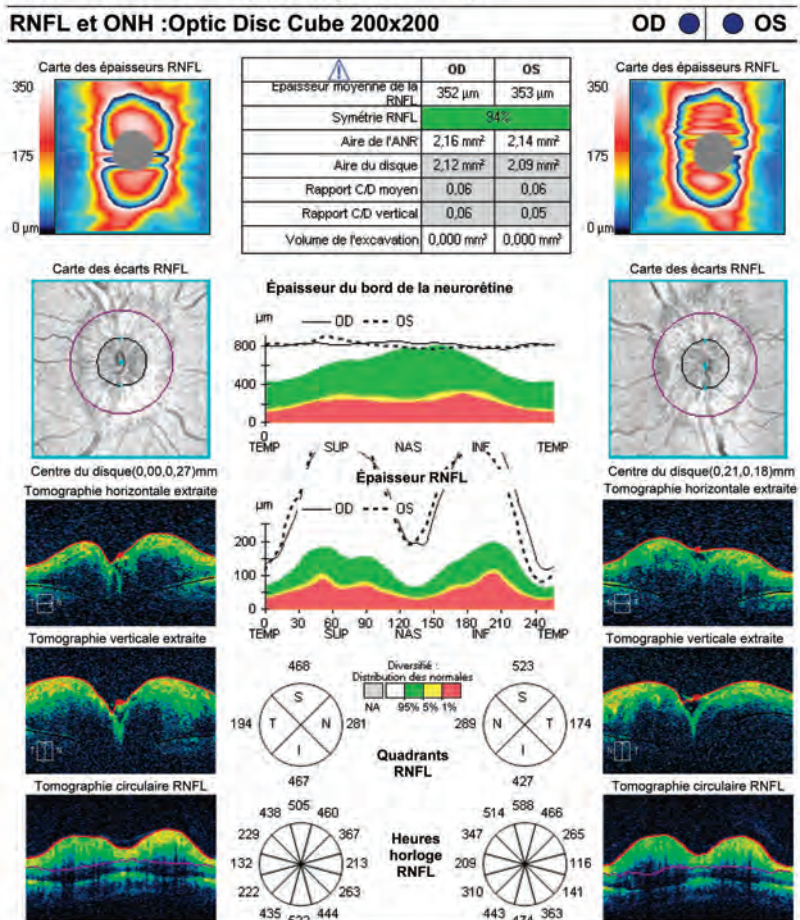 RNFL et ONH :Optic Disc Cube 200x200 OD OS
Carte des épaisseurs RNFL
350
175
0 µm
OD OS
Epaisseur moyenne de la RNFL 352 µm 353 µm
Symétrie RNFL 94%
Aire de l'ANR 2,16 mm² 2,14 mm²
Aire du disque 2,12 mm² 2,09 mm²
Rapport C/D moyen 0,06 0,06
Rapport C/D vertical 0,06 0,05
Volume de l'excavation 0,000 mm³ 0,000 mm³
Carte des épaisseurs RNFL
350
175
0 µm
Carte des écarts RNFL
Centre du disque(0,00,0,27)mm
Épaisseur du bord de la neurorétine
µm OD OS
800
400
0
0
TEMP SUP NAS INF TEMP
Carte des écarts RNFL
Centre du disque(0,21,0,18)mm
Tomographie horizontale extraite
Épaisseur RNFL
µm OD OS
200
100
0
0 30 60 90 120 150 180 210 240
TEMP SUP NAS INF TEMP
Tomographie horizontale extraite
Tomographie verticale extraite
468
194 S T N I 281
467
Diversifié :
Distribution des normales
NA 95% 5% 1%
Quadrants
RNFL
523
289 S N T I 174
427
Tomographie verticale extraite
Tomographie circulaire RNFL
505
438 460
229 367
132 213
222 263
435 444
Heures
horloge
RNFL
588
514 466
347 265
209 116
310 141
443 363
474
Tomographie circulaire RNFL